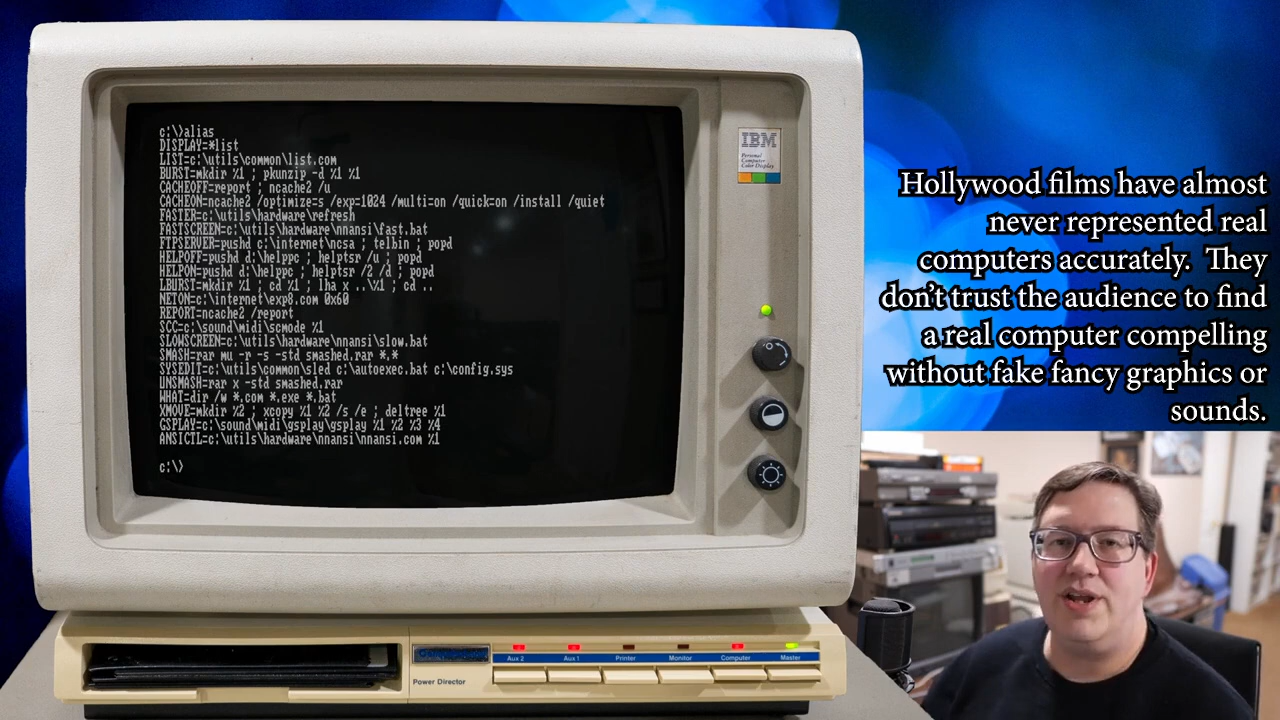 c:\>alias
DISPLAY=*list
LIST=c:\utils\common\list.com
BURST=mkdir %1 ; pkunzip -d %1 %1
CACHEOFF=report ; ncache2 /u
CACHEON=ncache2 /optimize=s /exp=1024 /multi=on /quick=on /install /quiet
FASTER=c:\utils\hardware\refresh
FASTSCREEN=c:\utils\hardware\nnansi\fast.bat
FTPSERVER=pushd c:\internet\ncsa ; telbin ; popd
HELPOFF=pushd d:\helppc ; helptsr /u ; popd
HELPON=pushd d:\helppc ; helptsr /2 /d ; popd
LBURST=mkdir %1 ; cd %1 ; lha x ..\%1 ; cd ..
NETON=c:\internet\exp8.com 0x60
REPORT=ncache2 /report
SCC=c:\sound\midi\scmode %1
SLOWSCREEN=c:\utils\hardware\nnansi\slow.bat
SMASH=rar mu -r -s -std smashed.rar *.*
SYSEDIT=c:\utils\common\sled c:\autoexec.bat c:\config.sys
UNSMASH=rar x -std smashed.rar
WHAT=dir /w *.com *.exe *.bat
XMOVE=mkdir %2 ; xcopy %1 %2 /s /e ; deltree %1
GSPLAY=c:\sound\midi\gsplay\gsplay %1 %2 %3 %4
ANSICTL=c:\utils\hardware\nnansi\nnansi.com %1
c:\>
IBM
Personal
Computer
Color Display
Hollywood films have almost
never represented real
computers accurately.  They
don't trust the audience to find
a real computer compelling
without fake fancy graphics or
sounds.
Power Director
Aux 2
Aux 1
Printer
Monitor
Computer
Master